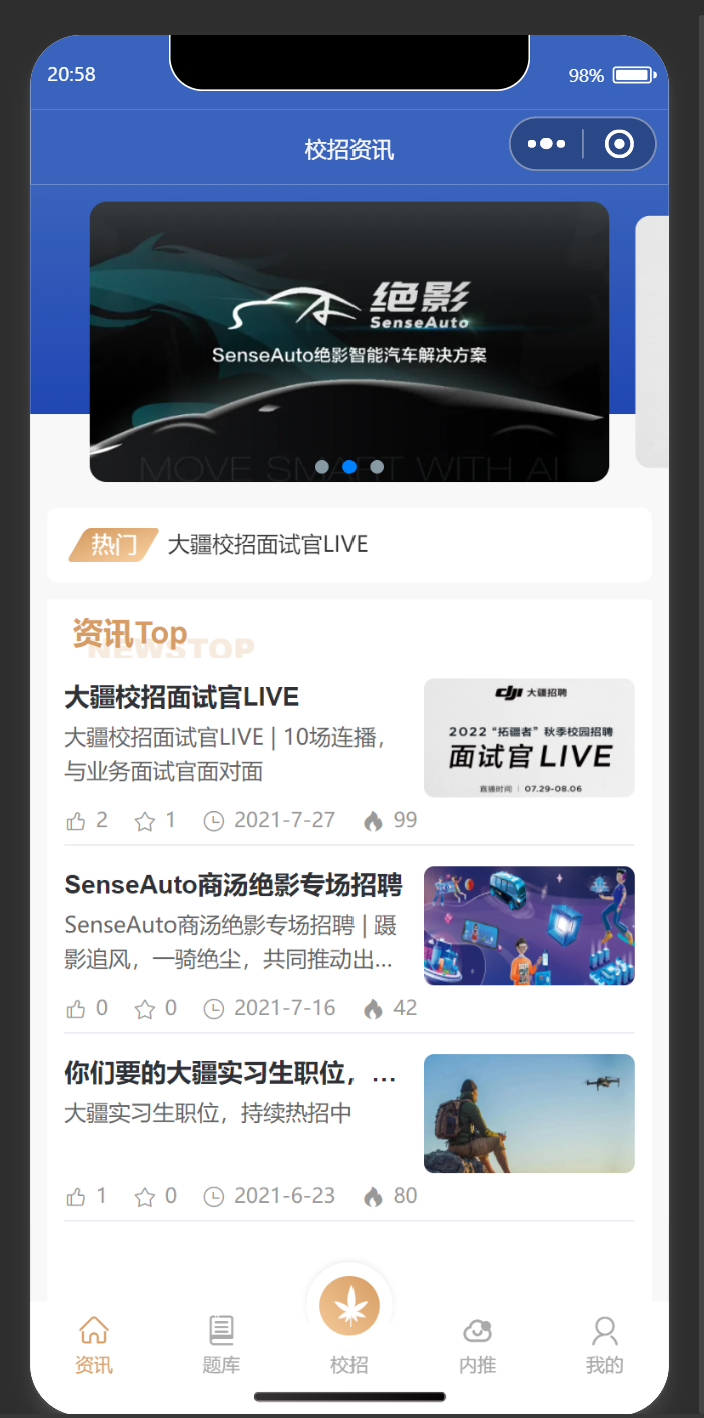 20:58
98%
校招资讯
绝影
SenseAuto
SenseAuto绝影智能汽车解决方案
MOVE SMART WITH AI
热门 大疆校招面试官LIVE
资讯Top
NEWSTOP
大疆校招面试官LIVE
大疆校招面试官LIVE | 10场连播，
与业务面试官面对面
2 1 2021-7-27 99
dji 大疆招聘
2022 “拓疆者” 秋季校园招聘
面试官 LIVE
直播时间 | 07.29-08.06
SenseAuto商汤绝影专场招聘
SenseAuto商汤绝影专场招聘 | 蹑
影追风，一骑绝尘，共同推动出...
0 0 2021-7-16 42
你们要的大疆实习生职位，...
大疆实习生职位，持续热招中
1 0 2021-6-23 80
资讯 题库 校招 内推 我的